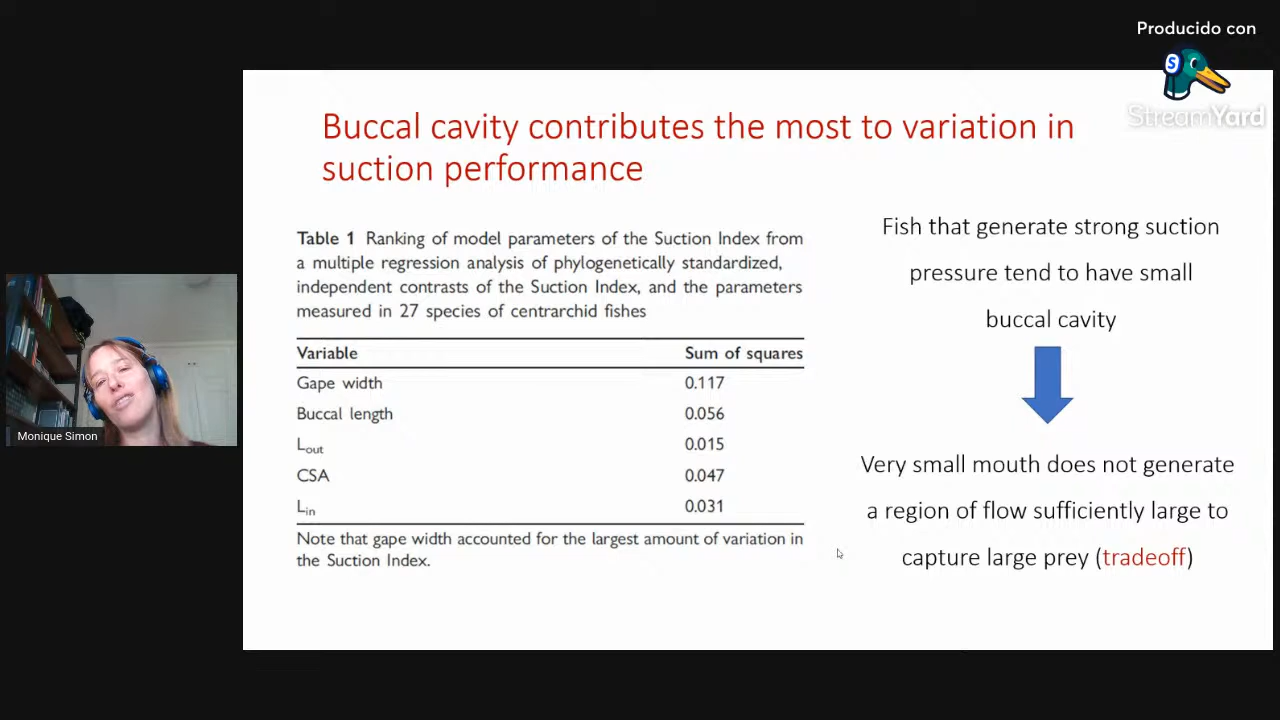 Producido con
S
StreamYard
Buccal cavity contributes the most to variation in
suction performance
Table 1 Ranking of model parameters of the Suction Index from
a multiple regression analysis of phylogenetically standardized,
independent contrasts of the Suction Index, and the parameters
measured in 27 species of centrarchid fishes
Variable Sum of squares
Gape width 0.117
Buccal length 0.056
Lout 0.015
CSA 0.047
Lin 0.031
Note that gape width accounted for the largest amount of variation in
the Suction Index.
Fish that generate strong suction
pressure tend to have small
buccal cavity
Very small mouth does not generate
a region of flow sufficiently large to
capture large prey (tradeoff)
Monique Simon